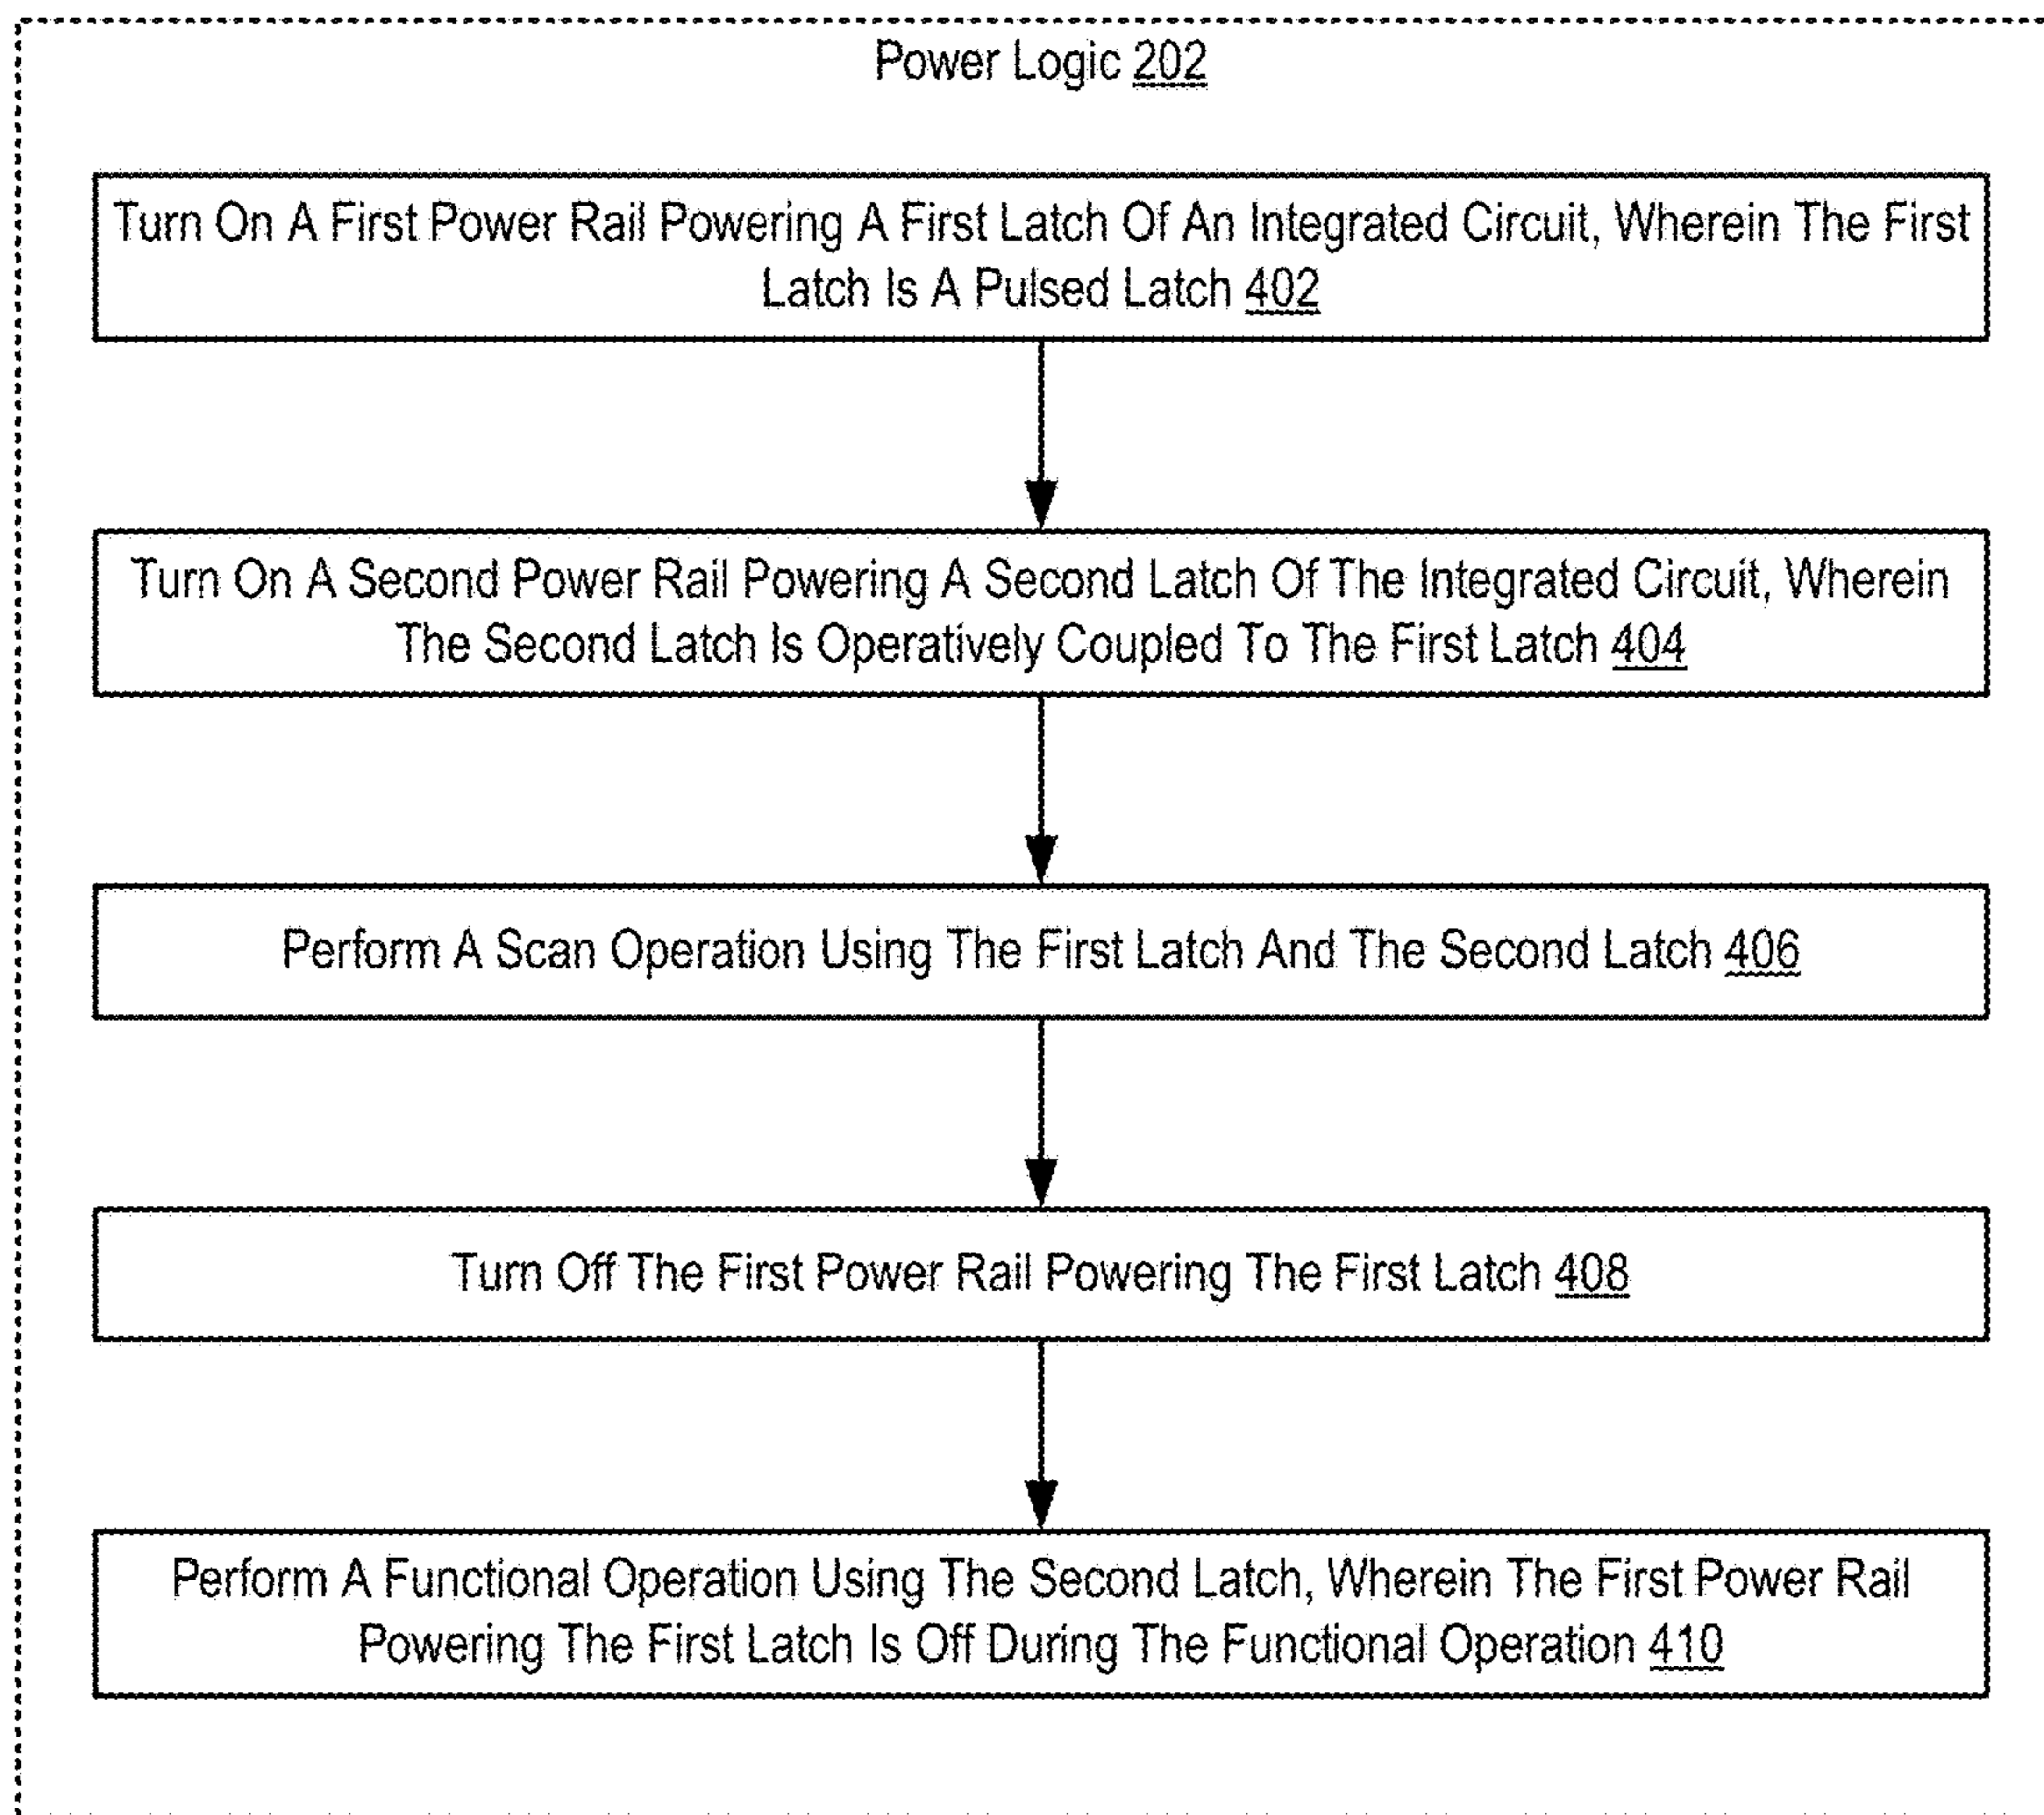 Power Logic 202
Turn On A First Power Rail Powering A First Latch Of An Integrated Circuit, Wherein The First
Latch Is A Pulsed Latch 402
Turn On A Second Power Rail Powering A Second Latch Of The Integrated Circuit, Wherein
The Second Latch Is Operatively Coupled To The First Latch 404
Perform A Scan Operation Using The First Latch And The Second Latch 406
Turn Off The First Power Rail Powering The First Latch 408
Perform A Functional Operation Using The Second Latch, Wherein The First Power Rail
Powering The First Latch Is Off During The Functional Operation 410